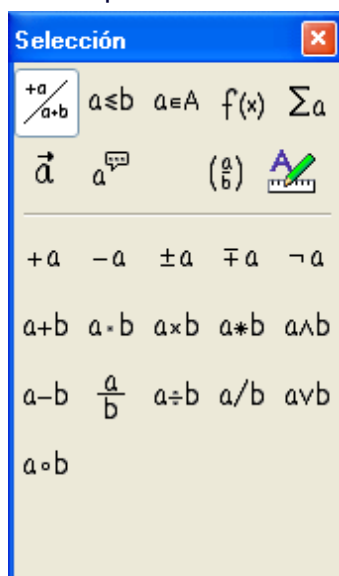 Selección
+a/a+b a≤b a∈A f(x) Σa
a⃗ a (a/b) A
+a −a ±a ∓a ¬a
a+b a·b a×b a∗b a∧b
a−b a/b a÷b a/b a∨b
a∘b